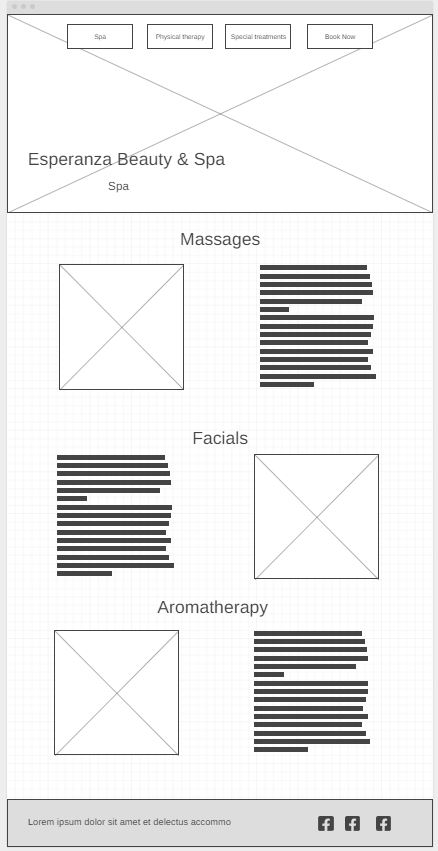 Spa
Physical therapy
Special treatments
Book Now
Esperanza Beauty & Spa
Spa
Massages
Facials
Aromatherapy
Lorem ipsum dolor sit amet et delectus accommo